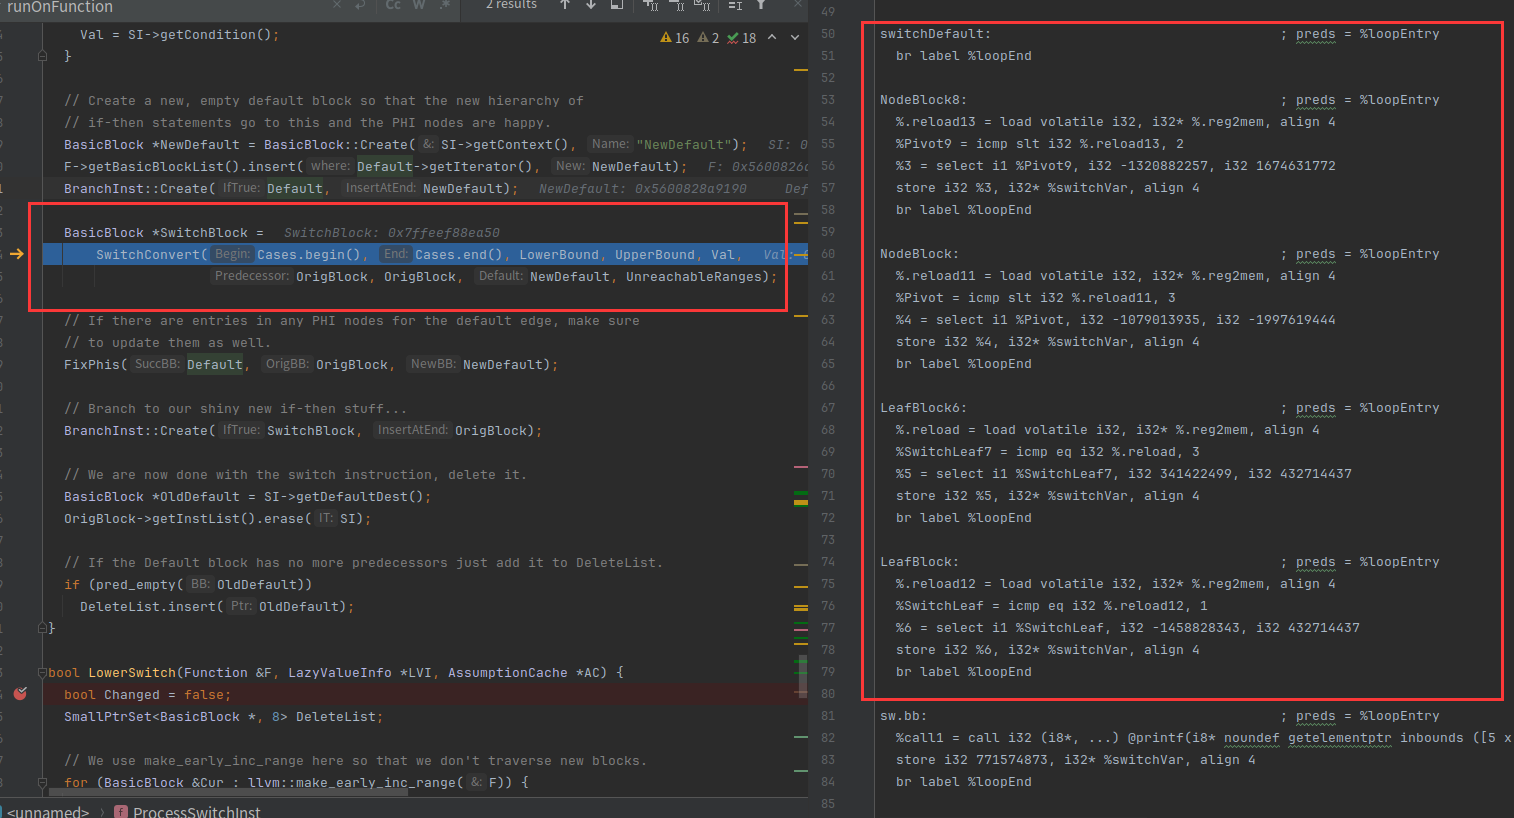 runOnFunction
Cc W .* 2 results
Val = SI->getCondition();
16 2 18
}
// Create a new, empty default block so that the new hierarchy of
// if-then statements go to this and the PHI nodes are happy.
BasicBlock *NewDefault = BasicBlock::Create( &: SI->getContext(), Name: "NewDefault"); SI: 0
F->getBasicBlockList().insert( where: Default->getIterator(), New: NewDefault); F: 0x5600826
BranchInst::Create( IfTrue: Default, InsertAtEnd: NewDefault); NewDefault: 0x5600828a9190 Def
BasicBlock *SwitchBlock = SwitchBlock: 0x7ffeef88ea50
SwitchConvert( Begin: Cases.begin(), End: Cases.end(), LowerBound, UpperBound, Val, Val:
Predecessor: OrigBlock, OrigBlock, Default: NewDefault, UnreachableRanges);
// If there are entries in any PHI nodes for the default edge, make sure
// to update them as well.
FixPhis( SuccBB: Default, OrigBB: OrigBlock, NewBB: NewDefault);
// Branch to our shiny new if-then stuff...
BranchInst::Create( IfTrue: SwitchBlock, InsertAtEnd: OrigBlock);
// We are now done with the switch instruction, delete it.
BasicBlock *OldDefault = SI->getDefaultDest();
OrigBlock->getInstList().erase( IT: SI);
// If the Default block has no more predecessors just add it to DeleteList.
if (pred_empty( BB: OldDefault))
DeleteList.insert( Ptr: OldDefault);
}
bool LowerSwitch(Function &F, LazyValueInfo *LVI, AssumptionCache *AC) {
bool Changed = false;
SmallPtrSet<BasicBlock *, 8> DeleteList;
// We use make_early_inc_range here so that we don't traverse new blocks.
for (BasicBlock &Cur : llvm::make_early_inc_range( &: F)) {
<unnamed> f ProcessSwitchInst
49
50 switchDefault: ; preds = %loopEntry
51 br label %loopEnd
52
53 NodeBlock8: ; preds = %loopEntry
54 %.reload13 = load volatile i32, i32* %.reg2mem, align 4
55 %Pivot9 = icmp slt i32 %.reload13, 2
56 %3 = select i1 %Pivot9, i32 -1320882257, i32 1674631772
57 store i32 %3, i32* %switchVar, align 4
58 br label %loopEnd
59
60 NodeBlock: ; preds = %loopEntry
61 %.reload11 = load volatile i32, i32* %.reg2mem, align 4
62 %Pivot = icmp slt i32 %.reload11, 3
63 %4 = select i1 %Pivot, i32 -1079013935, i32 -1997619444
64 store i32 %4, i32* %switchVar, align 4
65 br label %loopEnd
66
67 LeafBlock6: ; preds = %loopEntry
68 %.reload = load volatile i32, i32* %.reg2mem, align 4
69 %SwitchLeaf7 = icmp eq i32 %.reload, 3
70 %5 = select i1 %SwitchLeaf7, i32 341422499, i32 432714437
71 store i32 %5, i32* %switchVar, align 4
72 br label %loopEnd
73
74 LeafBlock: ; preds = %loopEntry
75 %.reload12 = load volatile i32, i32* %.reg2mem, align 4
76 %SwitchLeaf = icmp eq i32 %.reload12, 1
77 %6 = select i1 %SwitchLeaf, i32 -1458828343, i32 432714437
78 store i32 %6, i32* %switchVar, align 4
79 br label %loopEnd
80
81 sw.bb: ; preds = %loopEntry
82 %call1 = call i32 (i8*, ...) @printf(i8* noundef getelementptr inbounds ([5 x
83 store i32 771574873, i32* %switchVar, align 4
84 br label %loopEnd
85